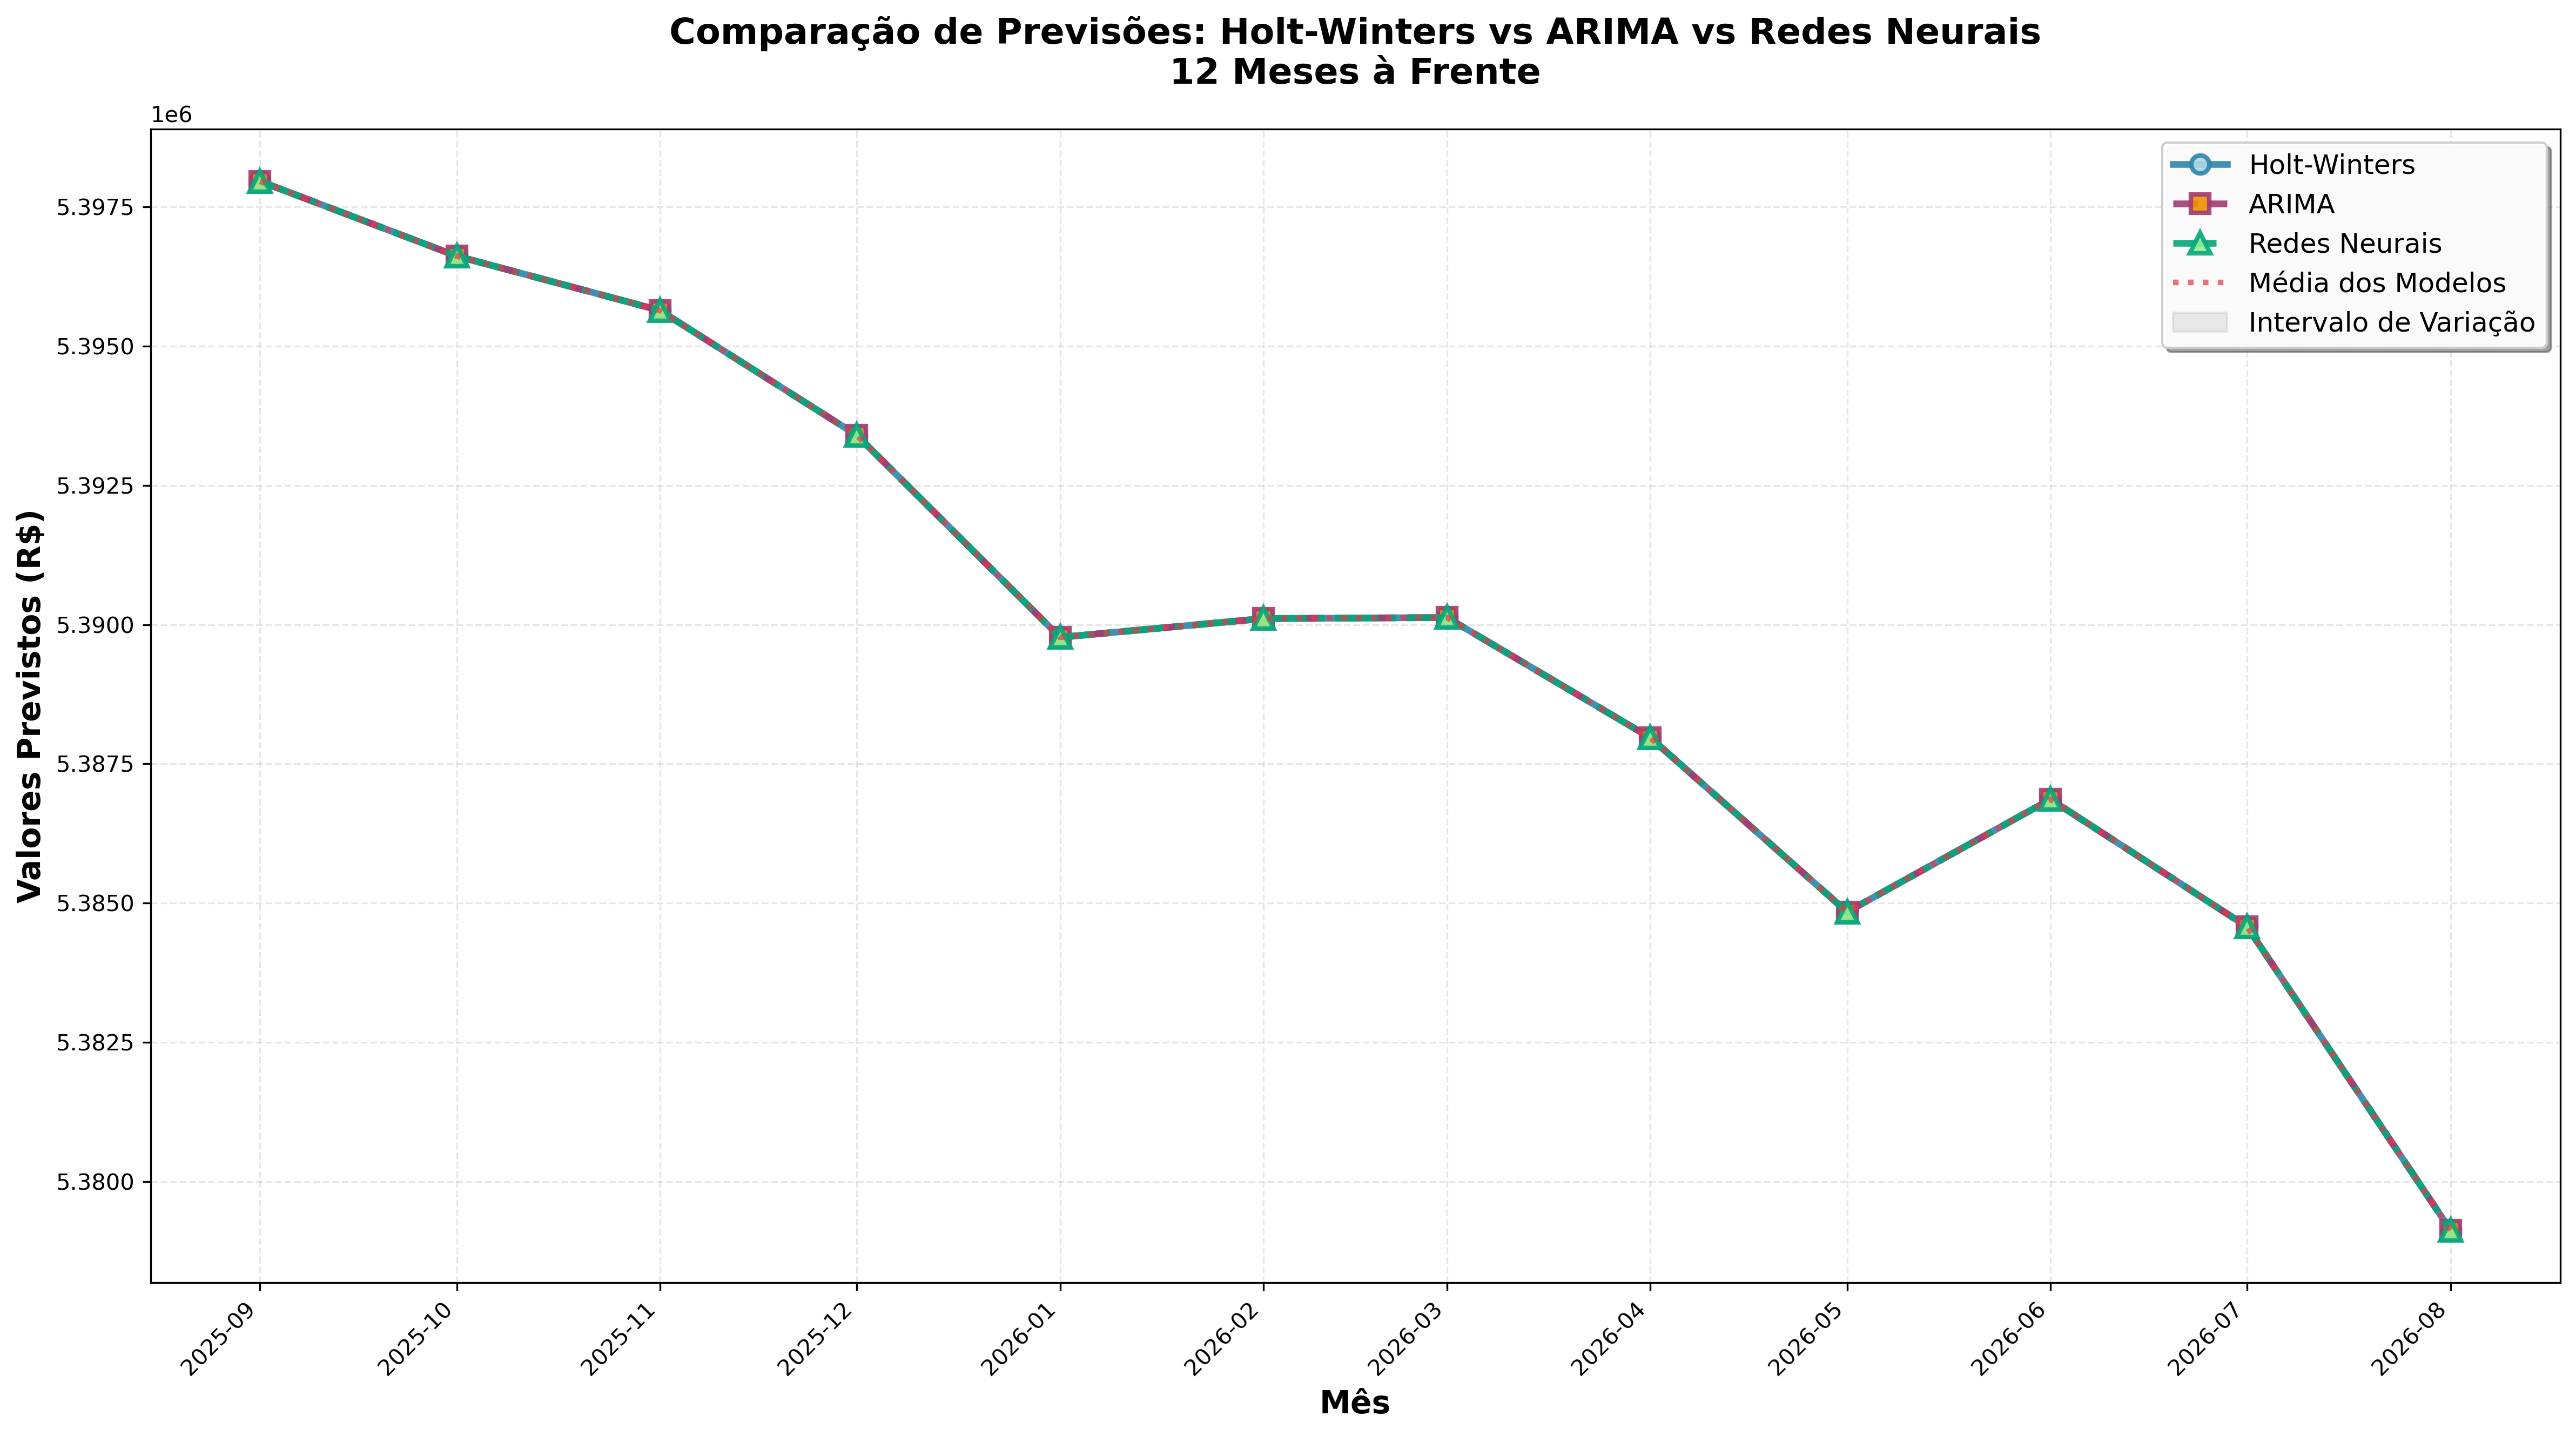 Comparação de Previsões: Holt-Winters vs ARIMA vs Redes Neurais
12 Meses à Frente
1e6
Holt-Winters
ARIMA
Redes Neurais
Média dos Modelos
Intervalo de Variação
Valores Previstos (R$)
5.3975
5.3950
5.3925
5.3900
5.3875
5.3850
5.3825
5.3800
2025-09
2025-10
2025-11
2025-12
2026-01
2026-02
2026-03
2026-04
2026-05
2026-06
2026-07
2026-08
Mês